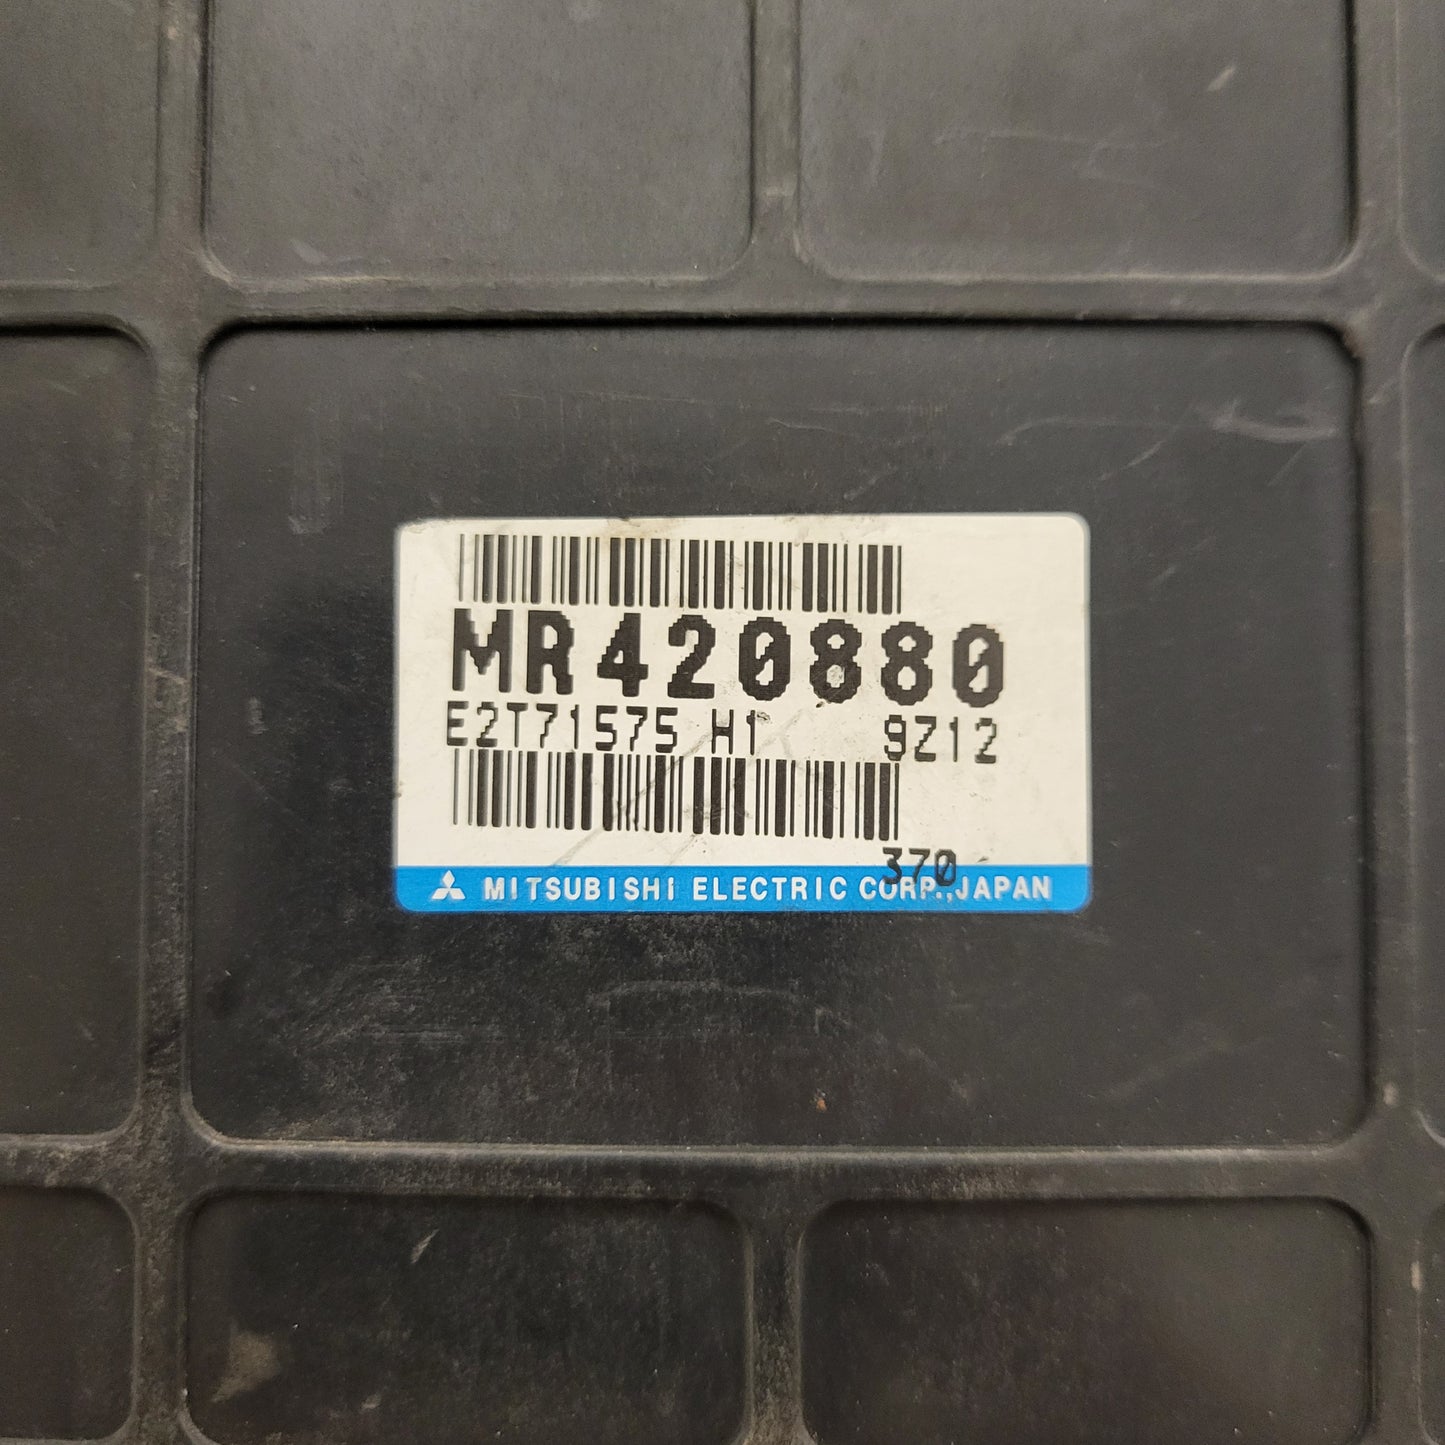 MR420880
E2T71575 H1 9Z12
370
MITSUBISHI ELECTRIC CORP.,JAPAN